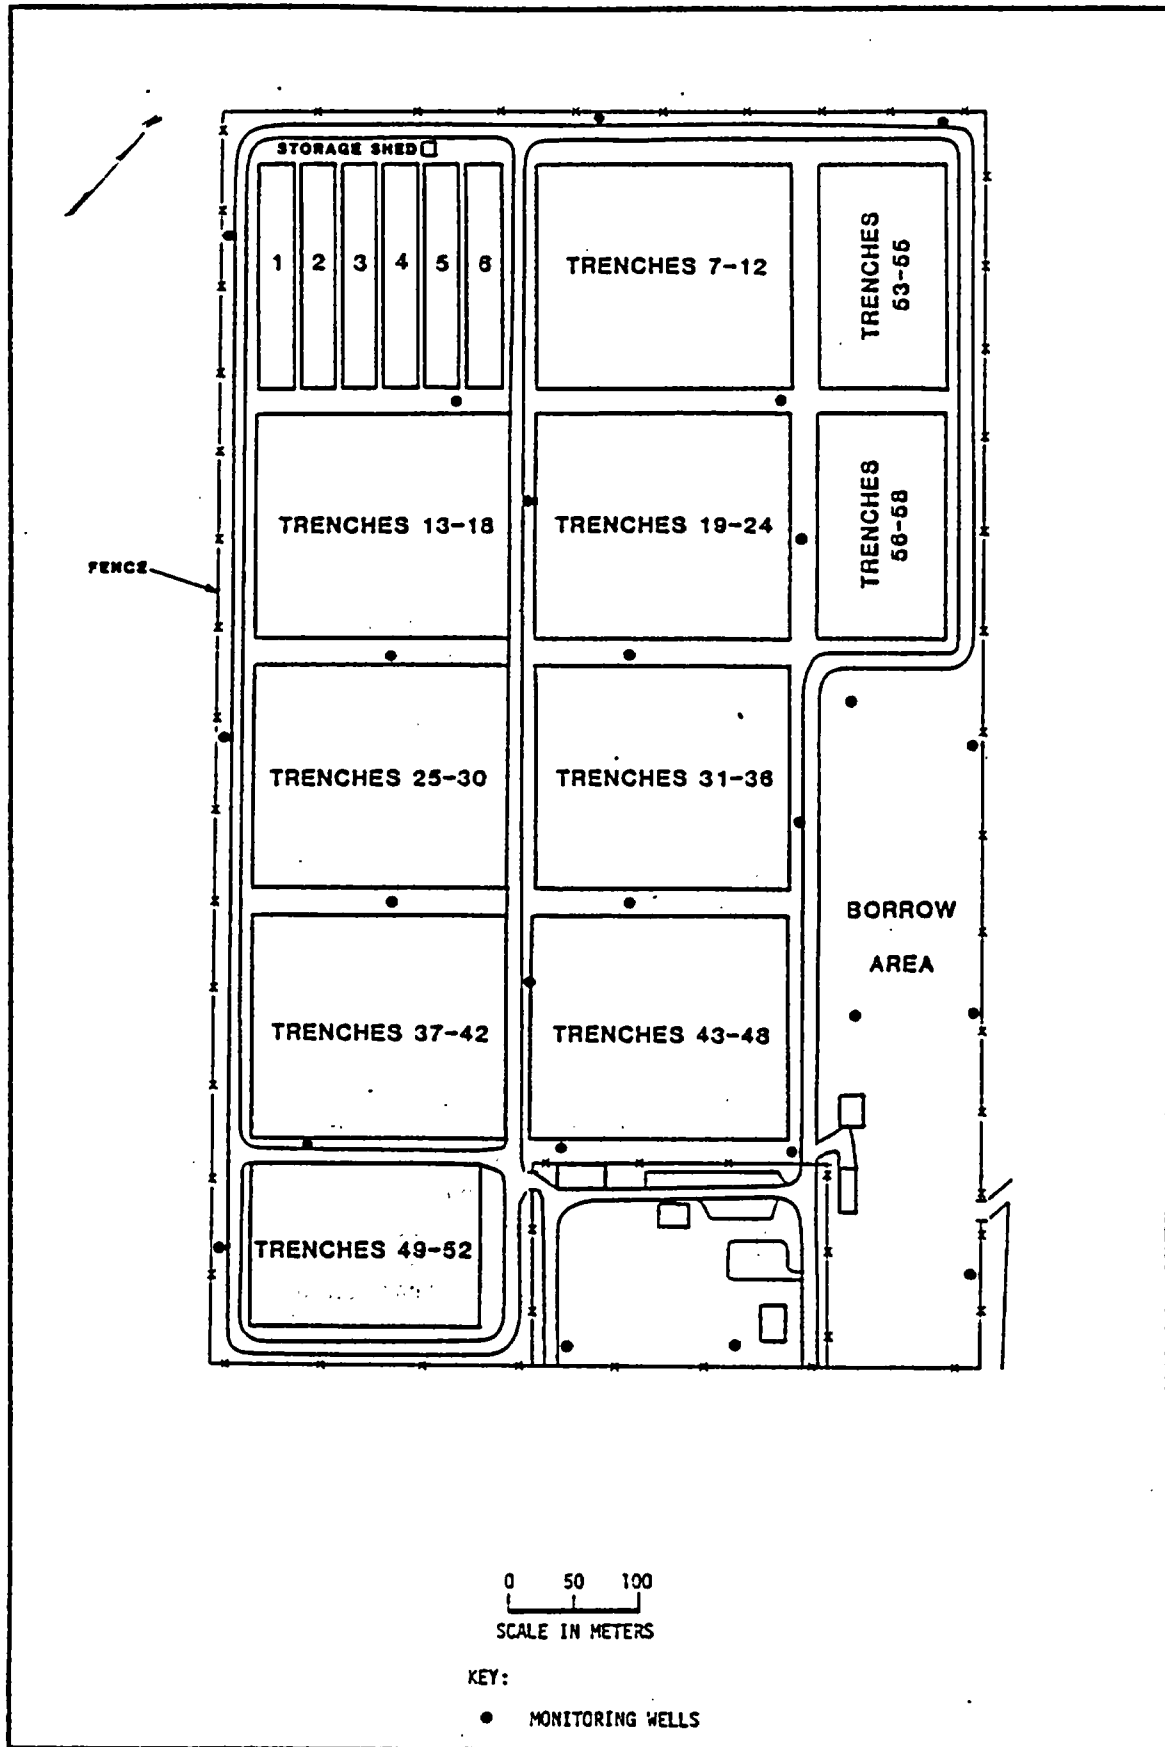 STORAGE SHED
1 2 3 4 5 6
TRENCHES 7-12
TRENCHES
53-55
TRENCHES 13-18
TRENCHES 19-24
TRENCHES
56-58
FENCE
TRENCHES 25-30
TRENCHES 31-36
BORROW
AREA
TRENCHES 37-42
TRENCHES 43-48
TRENCHES 49-52
0 50 100
SCALE IN METERS
KEY:
MONITORING WELLS